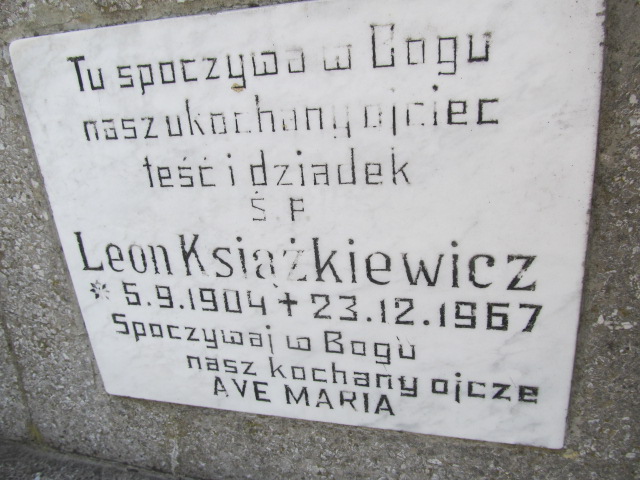 Tu spoczywa w Bogu
nasz ukochany ojciec
teść i dziadek
Ś.P.
Leon Książkiewicz
* 5.9.1904 + 23.12.1967
Spoczywaj w Bogu
nasz kochany ojcze
AVE MARIA